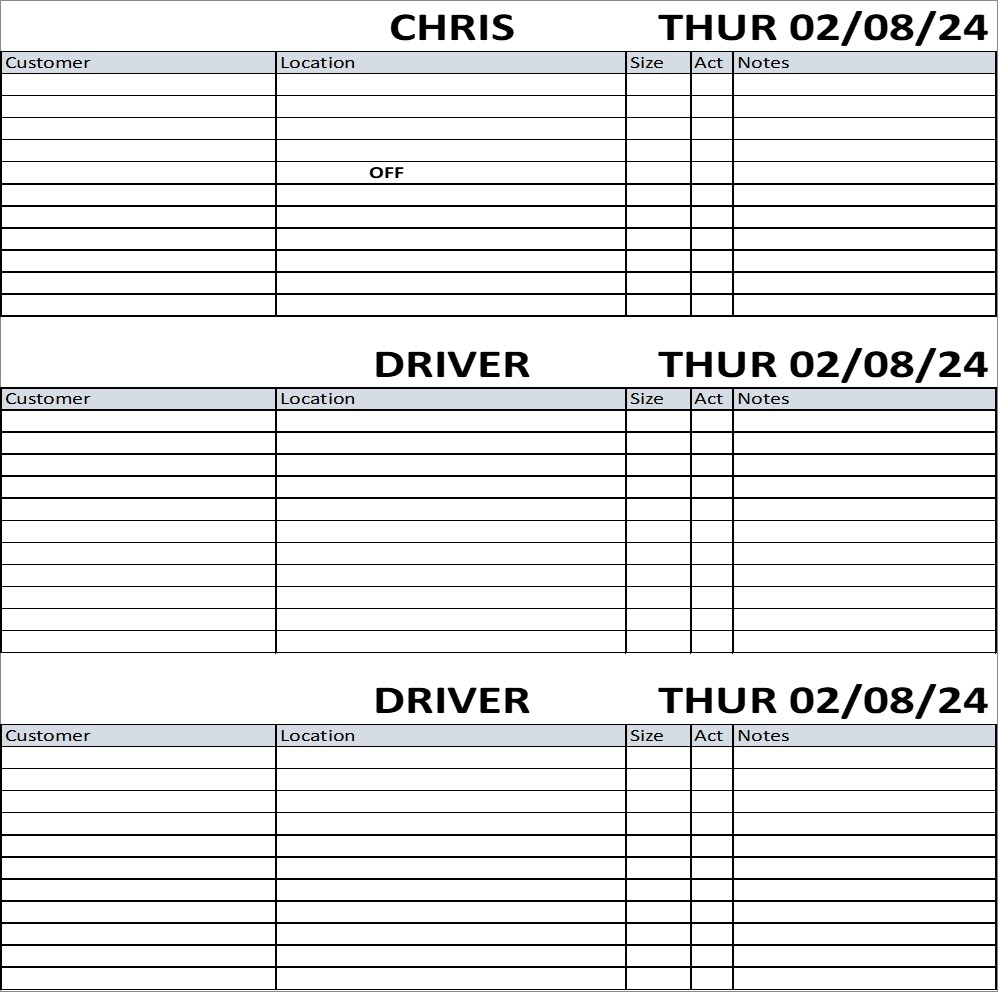 CHRIS THUR 02/08/24
Customer Location Size Act Notes
OFF
DRIVER THUR 02/08/24
Customer Location Size Act Notes
DRIVER THUR 02/08/24
Customer Location Size Act Notes